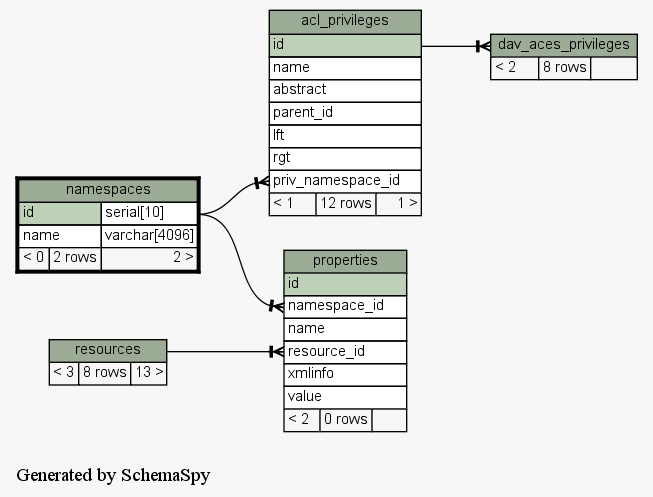 acl_privileges
id
name
abstract
parent_id
lft
rgt
priv_namespace_id
< 1 12 rows 1 >
dav_aces_privileges
< 2 8 rows
namespaces
id serial[10]
name varchar[4096]
< 0 2 rows 2 >
properties
id
namespace_id
name
resource_id
xmlinfo
value
< 2 0 rows
resources
< 3 8 rows 13 >
Generated by SchemaSpy